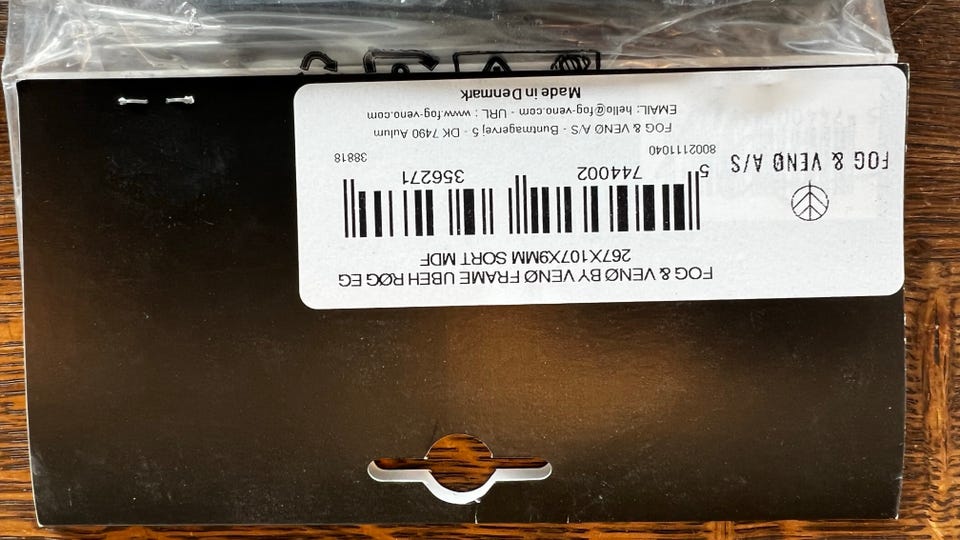 FOG & VENØ BY VENØ FRAME UBEH RØG EG
267X107X9MM SORT MDF
5 744002 356271
8002111040
38818
FOG & VENØ A/S - Buntmagervej 5 - DK 7490 Aulum
EMAIL: hello@fog-veno.com - URL : www.fog-veno.com
Made in Denmark
FOG & VENØ A/S